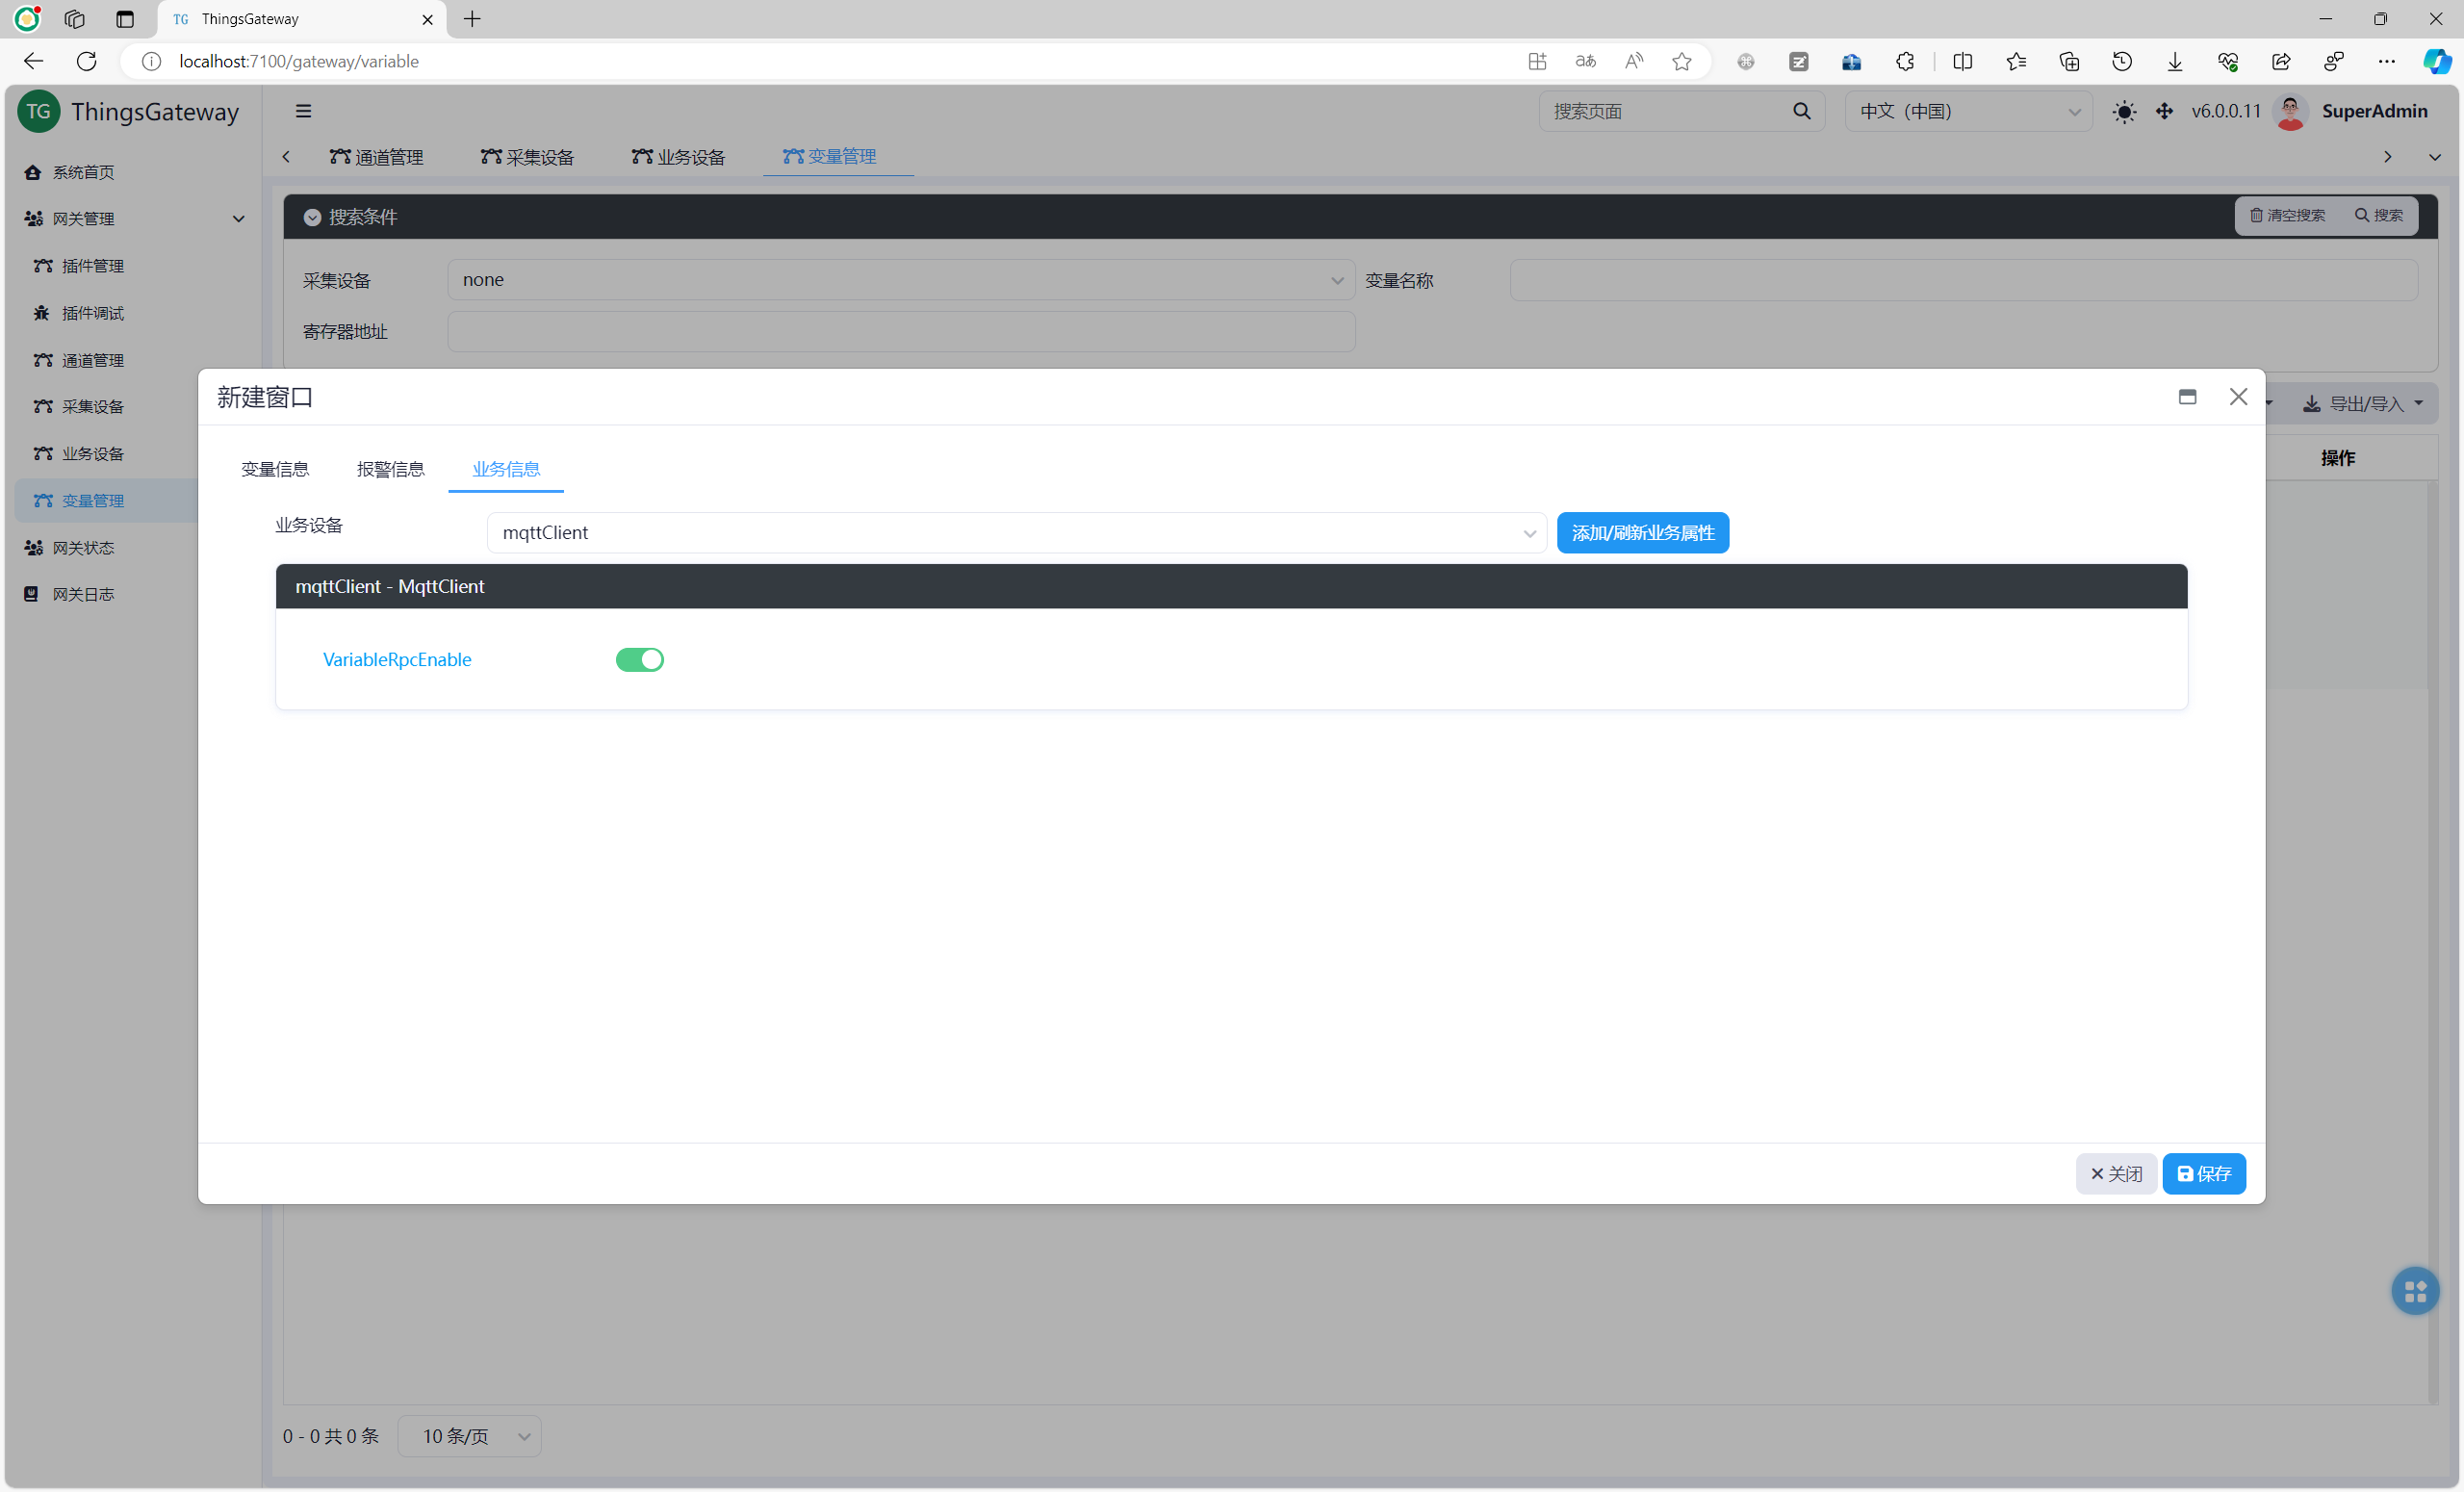 TG ThingsGateway
localhost:7100/gateway/variable
TG ThingsGateway
搜索页面
中文 (中国)
v6.0.0.11
SuperAdmin
通道管理
采集设备
业务设备
变量管理
系统首页
网关管理
插件管理
插件调试
通道管理
采集设备
业务设备
变量管理
网关状态
网关日志
搜索条件
清空搜索
搜索
采集设备
none
变量名称
寄存器地址
导出/导入
操作
新建窗口
变量信息
报警信息
业务信息
业务设备
mqttClient
添加/刷新业务属性
mqttClient - MqttClient
VariableRpcEnable
关闭
保存
0 - 0 共 0 条
10 条/页